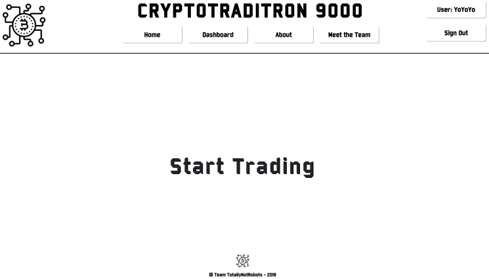 CRYPTOTRADITRON 9000
User: YoYoYo
Home
Dashboard
About
Meet the Team
Sign Out
Start Trading
© Team TotallyNotRobots - 2018